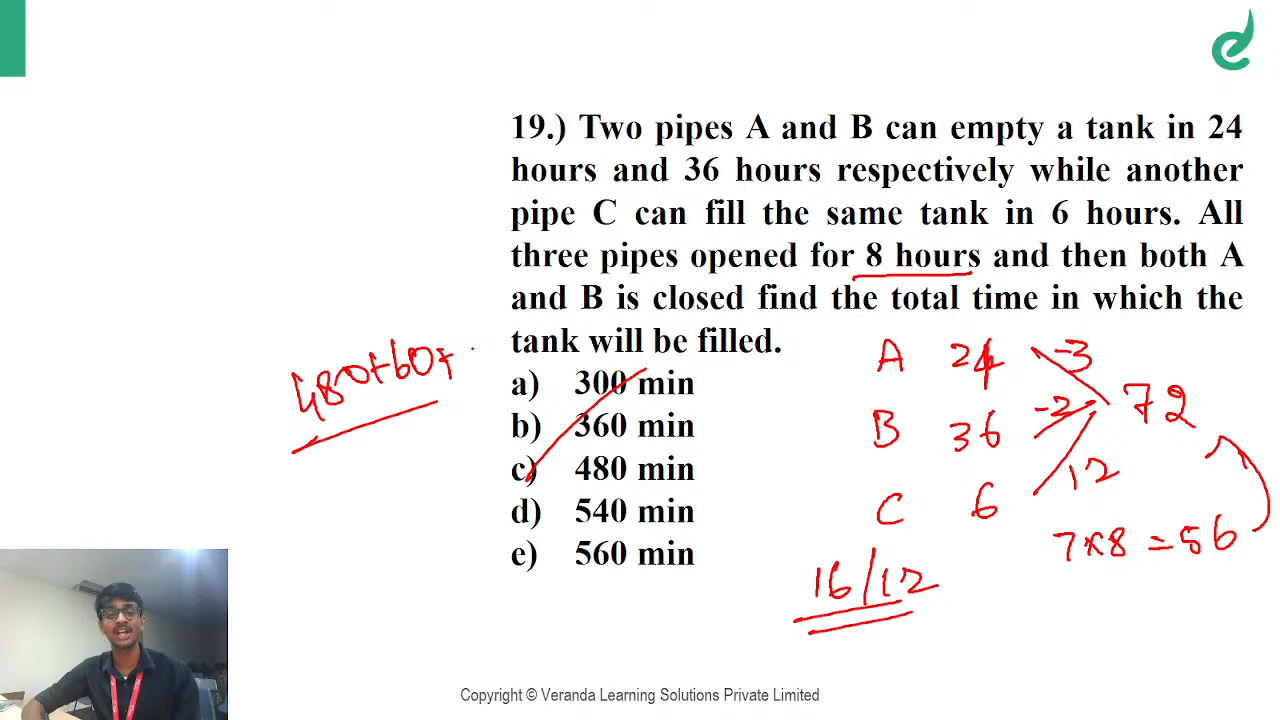 19.) Two pipes A and B can empty a tank in 24
hours and 36 hours respectively while another
pipe C can fill the same tank in 6 hours. All
three pipes opened for 8 hours and then both A
and B is closed find the total time in which the
tank will be filled.
a) 300 min
b) 360 min
c) 480 min
d) 540 min
e) 560 min
480+60+
A 24 -3
B 36 -2 72
C 6 12
7x8 = 56
16/12
Copyright © Veranda Learning Solutions Private Limited